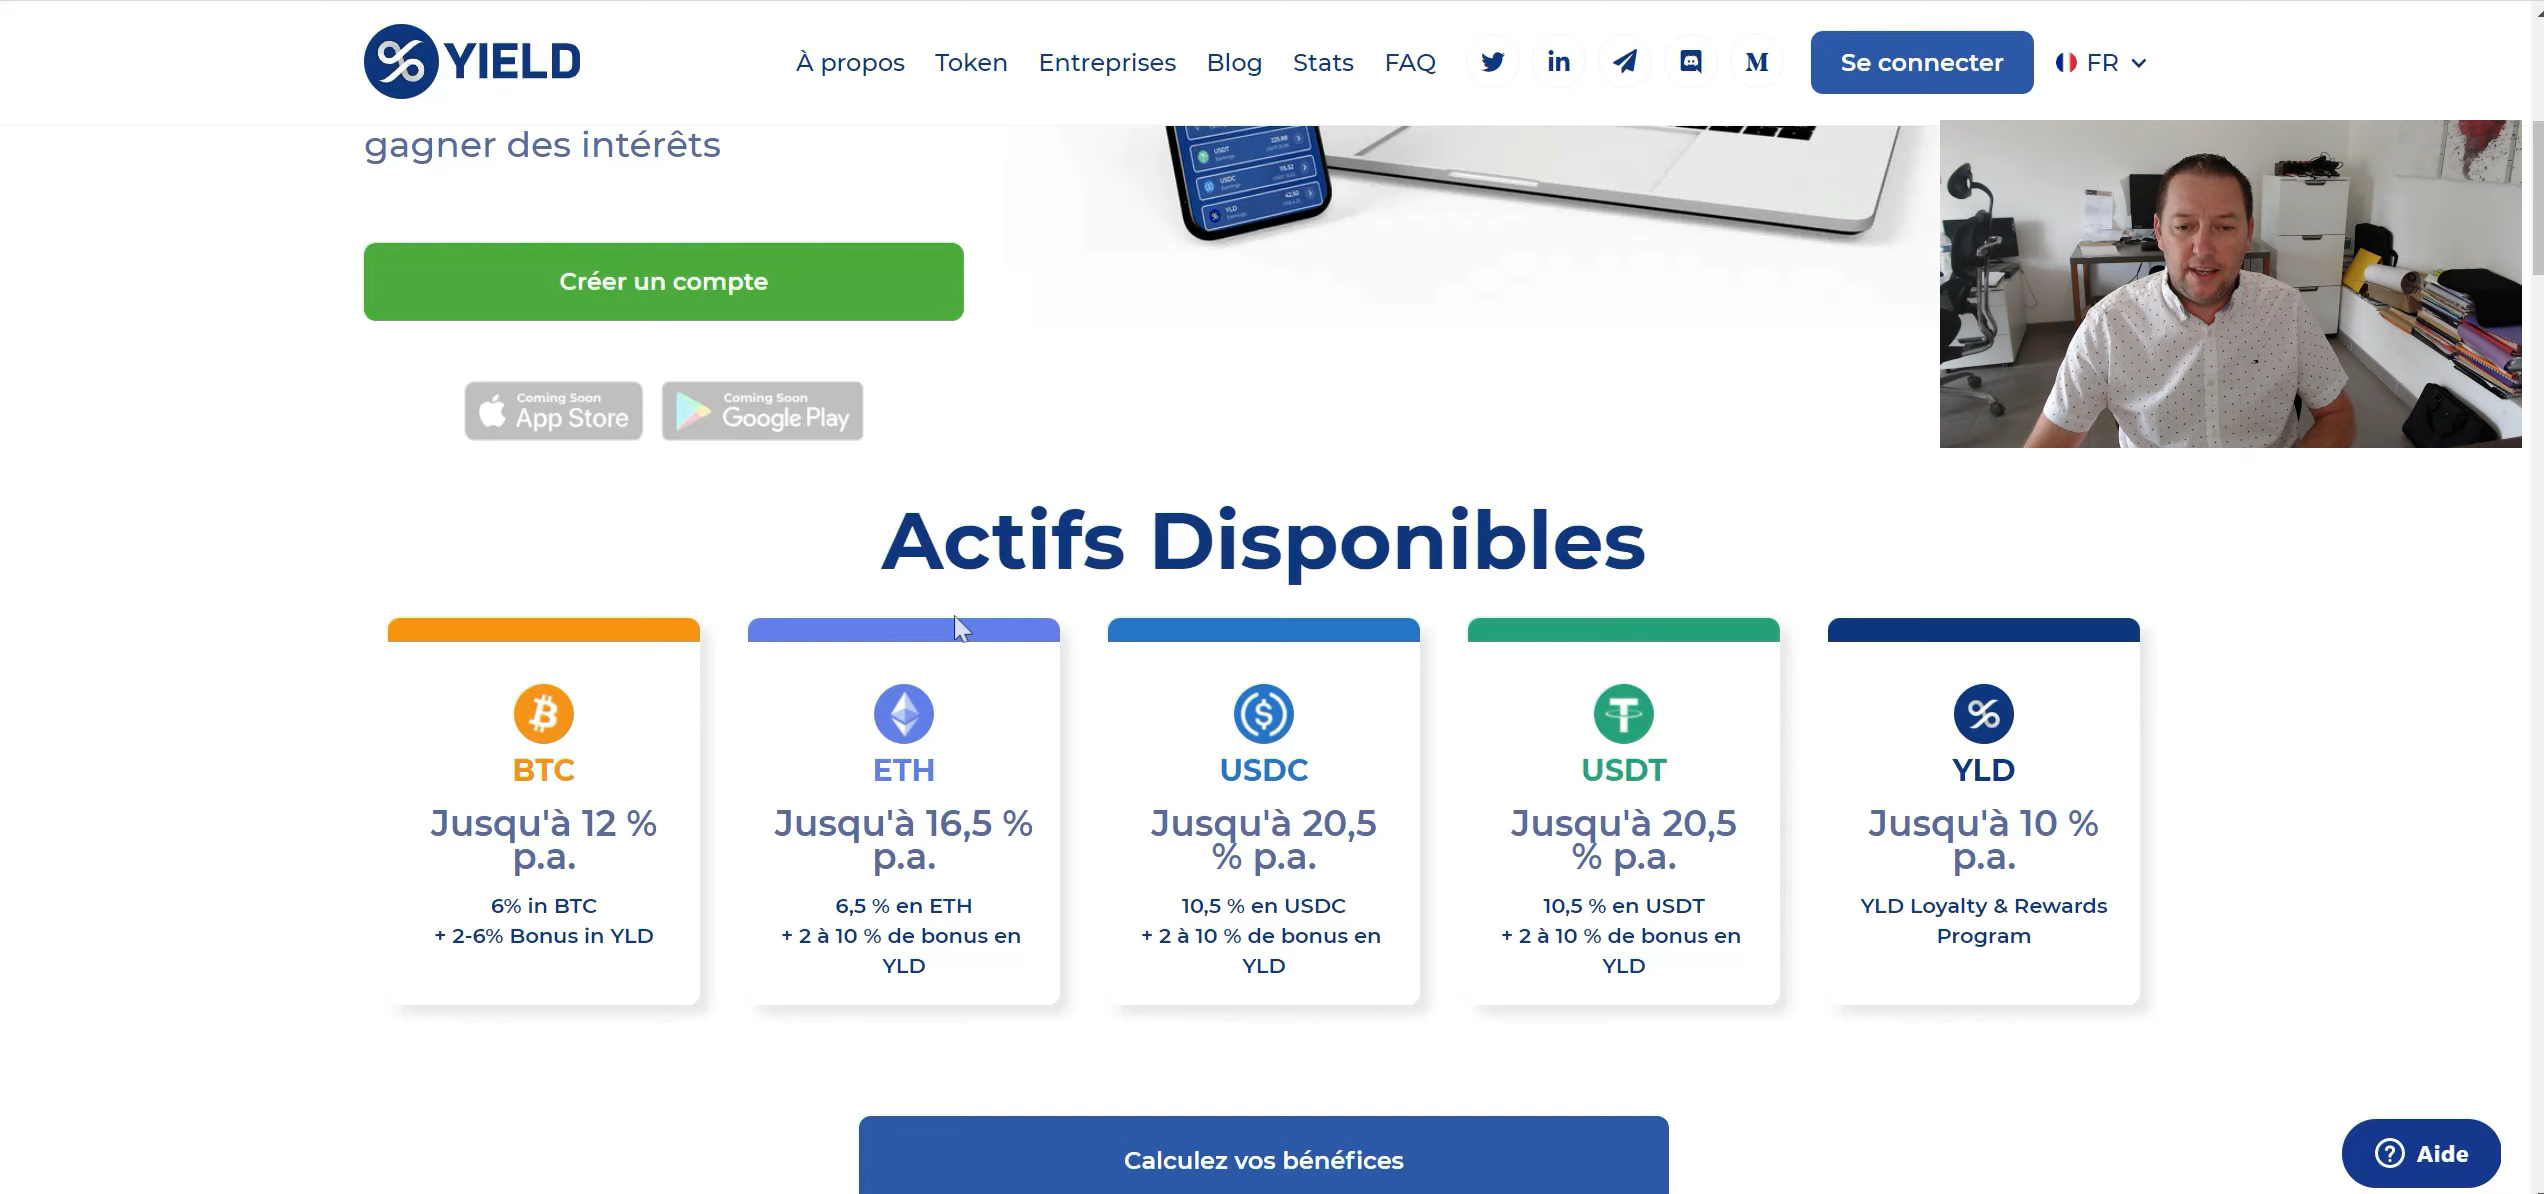 YIELD
À propos Token Entreprises Blog Stats FAQ in M Se connecter FR
gagner des intérêts
USDT
USDC
YLD
Créer un compte
Coming Soon App Store
Coming Soon Google Play
Actifs Disponibles
BTC
Jusqu'à 12 %
p.a.
6% in BTC
+ 2-6% Bonus in YLD
ETH
Jusqu'à 16,5 %
p.a.
6,5 % en ETH
+ 2 à 10 % de bonus en
YLD
USDC
Jusqu'à 20,5
% p.a.
10,5 % en USDC
+ 2 à 10 % de bonus en
YLD
USDT
Jusqu'à 20,5
% p.a.
10,5 % en USDT
+ 2 à 10 % de bonus en
YLD
YLD
Jusqu'à 10 %
p.a.
YLD Loyalty & Rewards
Program
Calculez vos bénéfices
Aide